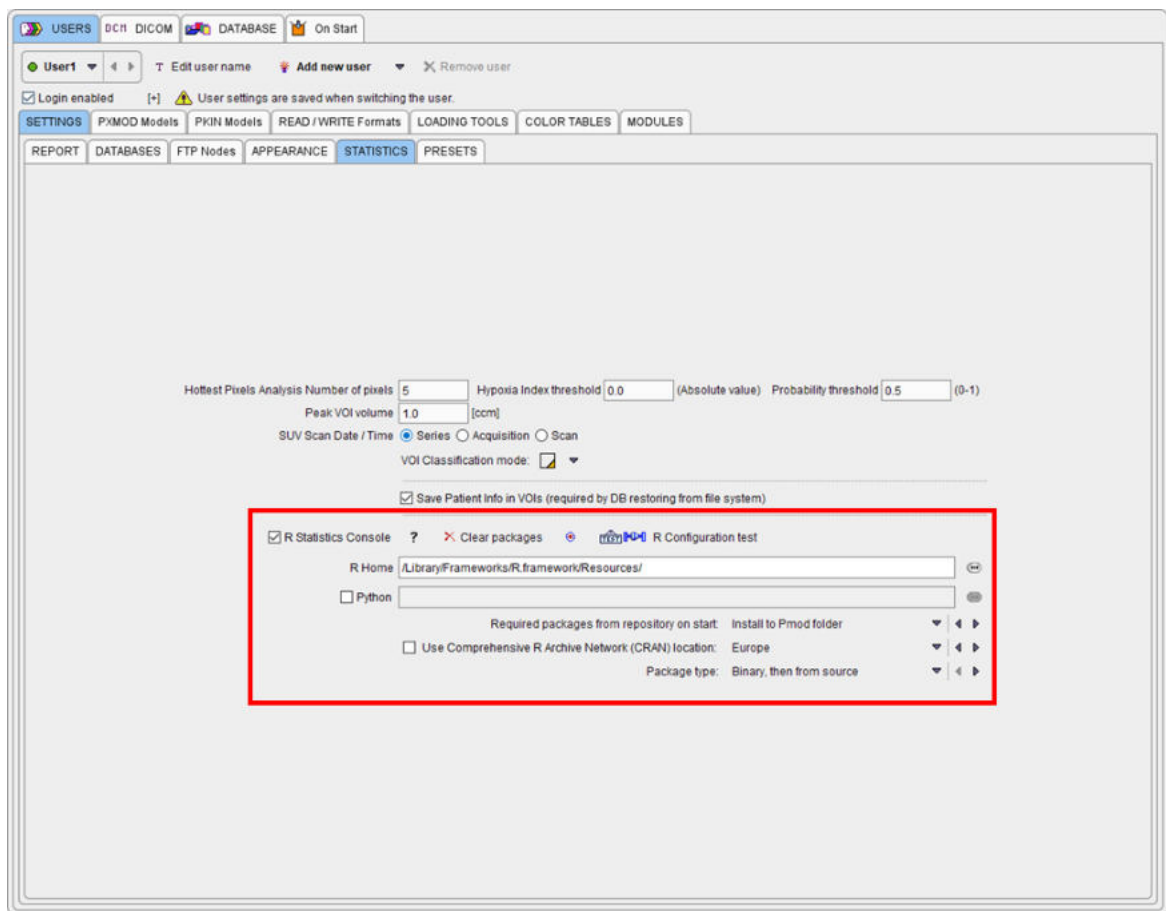 USERS DCM DICOM DATABASE On Start
User1 T Edit user name Add new user Remove user
Login enabled [+] User settings are saved when switching the user.
SETTINGS PXMOD Models PKIN Models READ / WRITE Formats LOADING TOOLS COLOR TABLES MODULES
REPORT DATABASES FTP Nodes APPEARANCE STATISTICS PRESETS
Hottest Pixels Analysis Number of pixels 5 Hypoxia Index threshold 0.0 (Absolute value) Probability threshold 0.5 (0-1)
Peak VOI volume 1.0 [ccm]
SUV Scan Date / Time Series Acquisition Scan
VOI Classification mode:
Save Patient Info in VOIs (required by DB restoring from file system)
R Statistics Console ? Clear packages R Configuration test
R Home /Library/Frameworks/R.framework/Resources/
Python
Required packages from repository on start: Install to Pmod folder
Use Comprehensive R Archive Network (CRAN) location: Europe
Package type: Binary, then from source